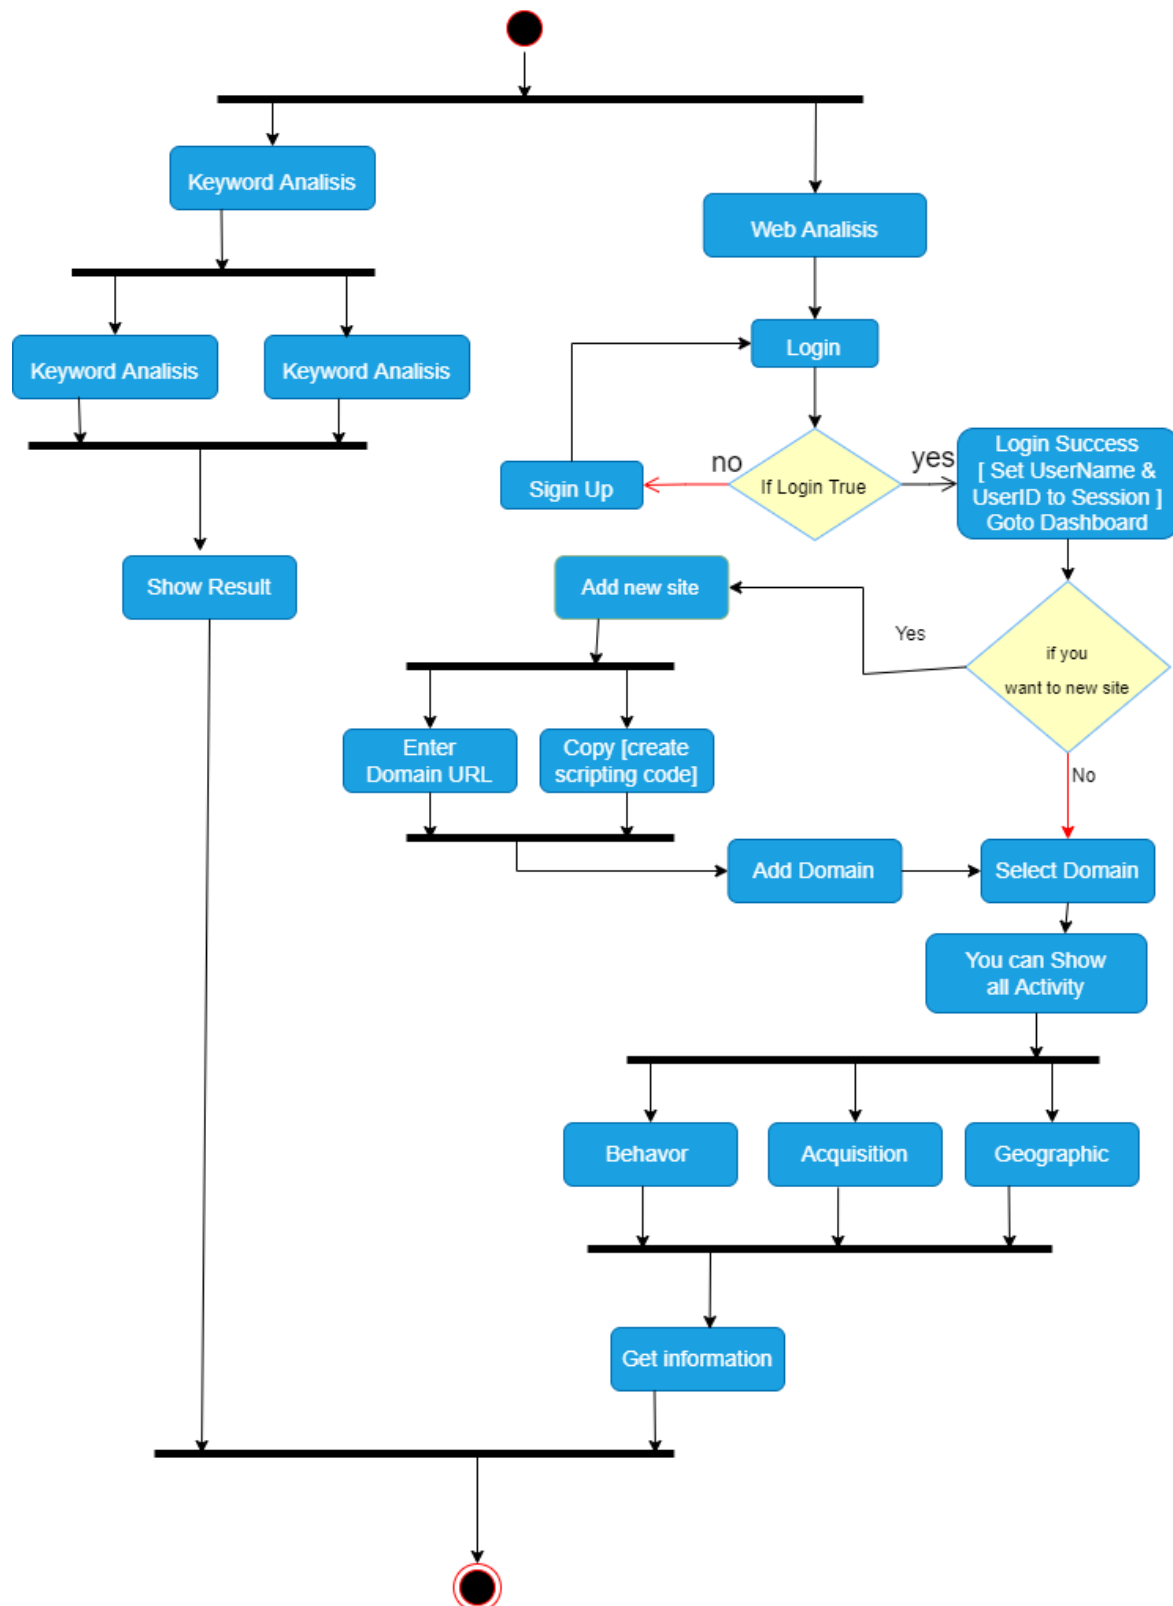 Keyword Analisis
Web Analisis
Login
Keyword Analisis
Keyword Analisis
no
If Login True
yes
Login Success
[ Set UserName &
UserID to Session ]
Goto Dashboard
Sigin Up
Show Result
Add new site
Yes
if you
want to new site
Enter
Domain URL
Copy [create
scripting code]
No
Add Domain
Select Domain
You can Show
all Activity
Behavor
Acquisition
Geographic
Get information